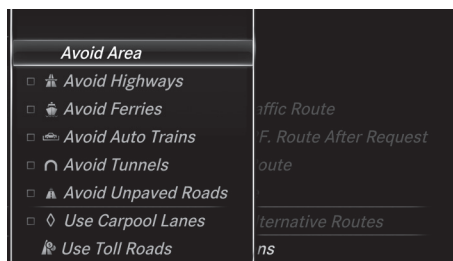 Avoid Area
Avoid Highways
Avoid Ferries
Avoid Auto Trains
Avoid Tunnels
Avoid Unpaved Roads
Use Carpool Lanes
Use Toll Roads
affic Route
F. Route After Request
oute
lternative Routes
ns